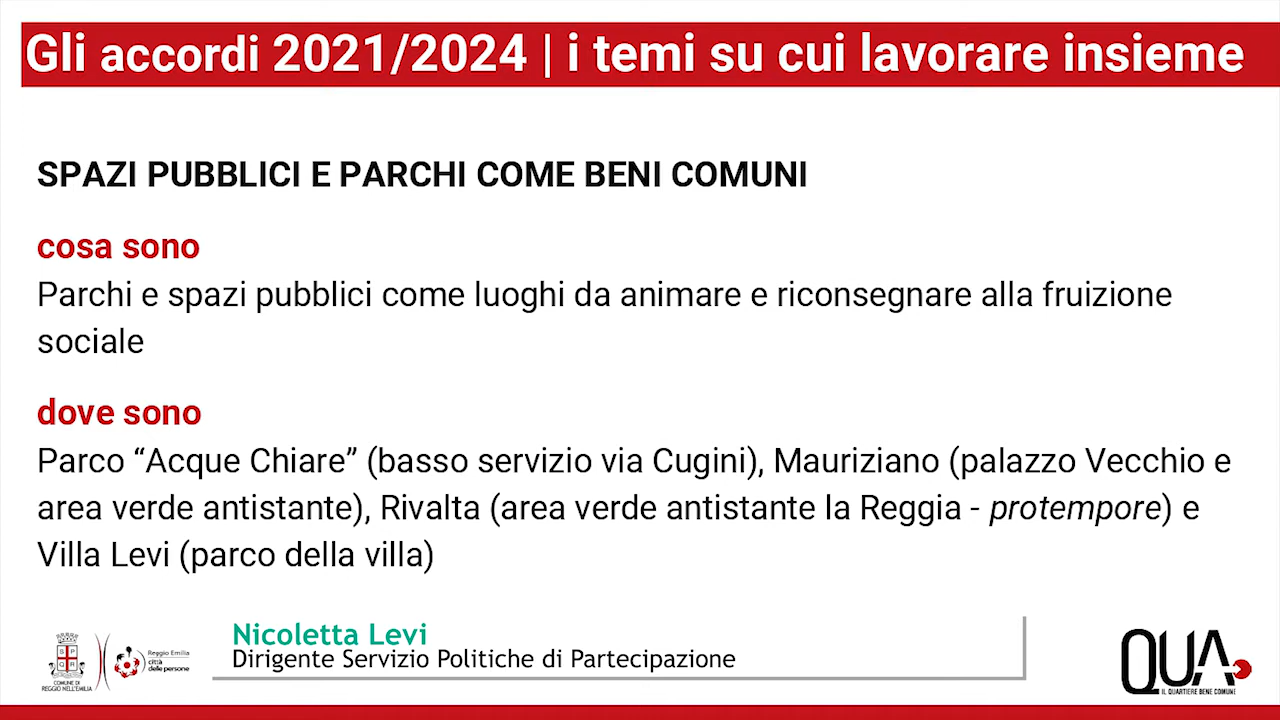 Gli accordi 2021/2024 | i temi su cui lavorare insieme
SPAZI PUBBLICI E PARCHI COME BENI COMUNI
cosa sono
Parchi e spazi pubblici come luoghi da animare e riconsegnare alla fruizione
sociale
dove sono
Parco “Acque Chiare” (basso servizio via Cugini), Mauriziano (palazzo Vecchio e
area verde antistante), Rivalta (area verde antistante la Reggia - protempore) e
Villa Levi (parco della villa)
Nicoletta Levi
Dirigente Servizio Politiche di Partecipazione
COMUNE DI
REGGIO NELL'EMILIA
Reggio Emilia
città
delle persone
QUA
IL QUARTIERE BENE COMUNE